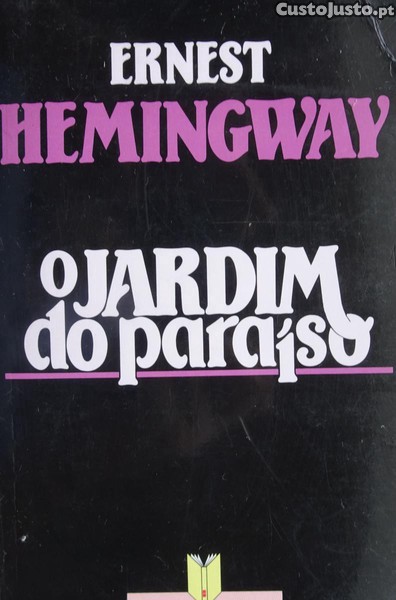 CustoJusto.pt
ERNEST
HEMINGWAY
O JARDIM
do paraíso